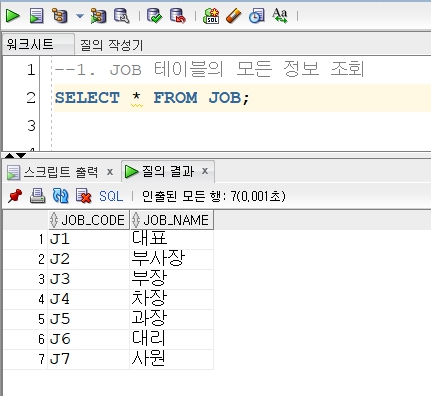 SQL
Aa
워크시트 질의 작성기
1 --1. JOB 테이블의 모든 정보 조회
2 SELECT * FROM JOB;
3
스크립트 출력 x 질의 결과 x
SQL | 인출된 모든 행: 7(0,001초)
JOB_CODE JOB_NAME
1 J1 대표
2 J2 부사장
3 J3 부장
4 J4 차장
5 J5 과장
6 J6 대리
7 J7 사원